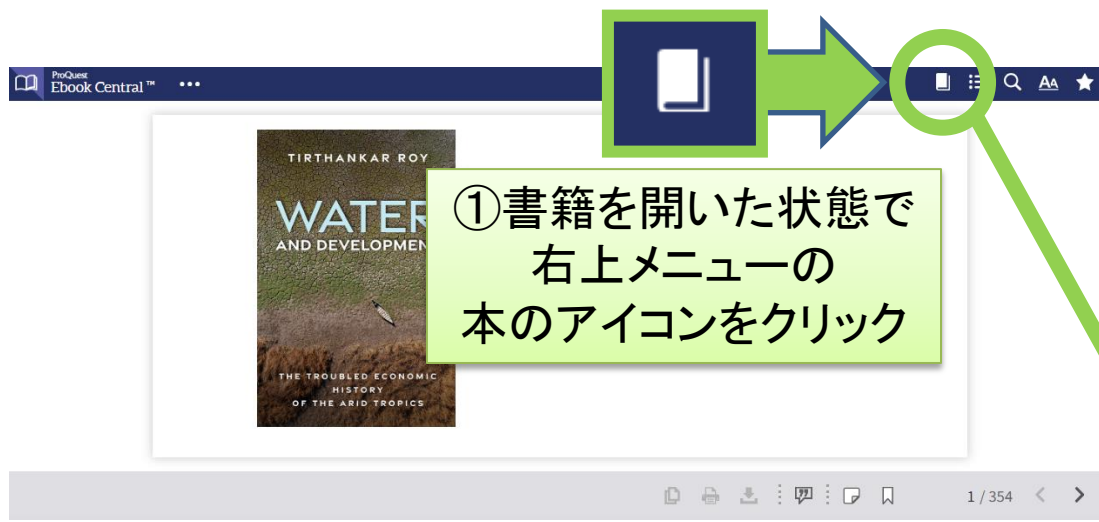 ProQuest
Ebook Central™ •••
AA
TIRTHANKAR ROY
WATER
AND DEVELOPMEN
THE TROUBLED ECONOMIC
HISTORY
OF THE ARID TROPICS
①書籍を開いた状態で
右上メニューの
本のアイコンをクリック
1 / 354